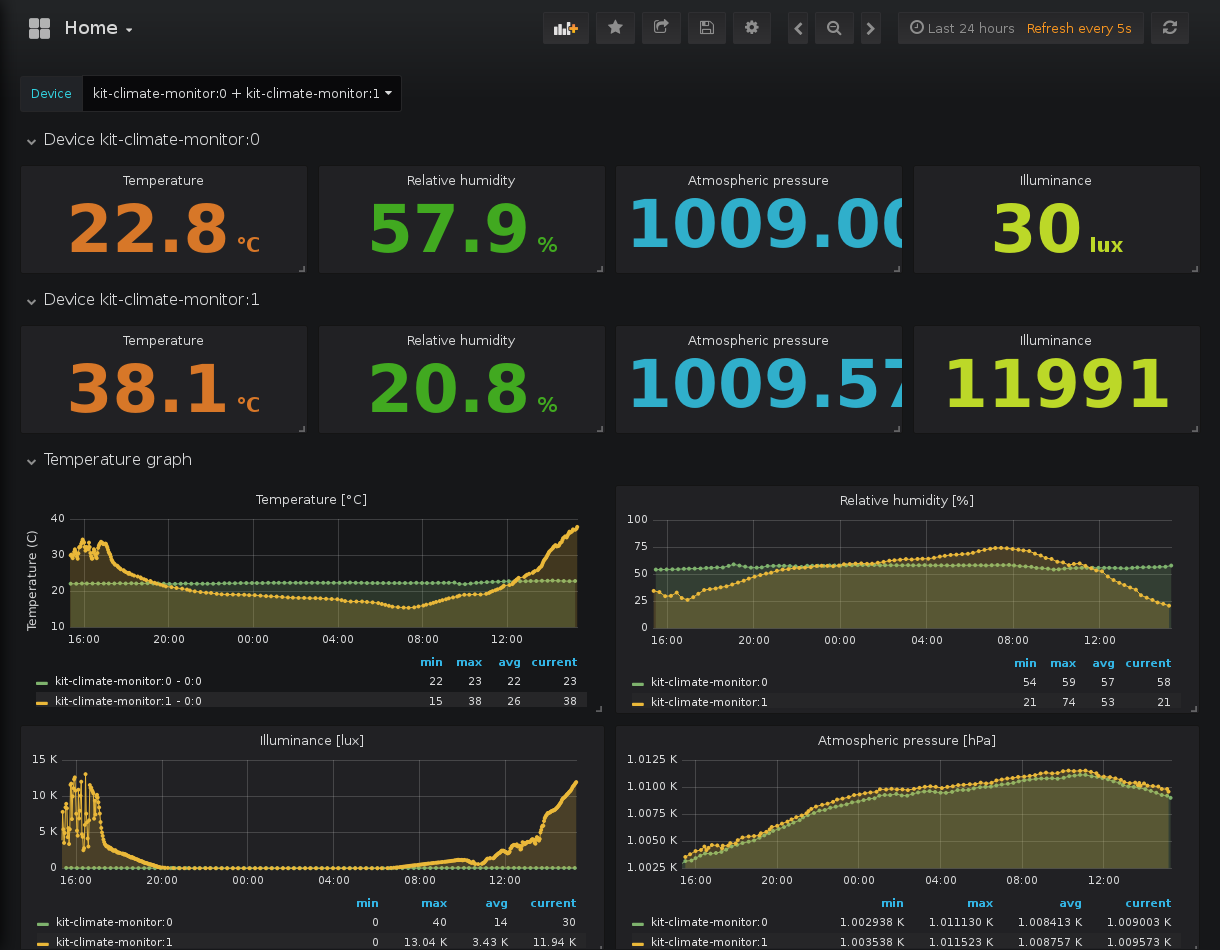 Home
Last 24 hours Refresh every 5s
Device kit-climate-monitor:0 + kit-climate-monitor:1
Device kit-climate-monitor:0
Temperature Relative humidity Atmospheric pressure Illuminance
22.8 °C 57.9 % 1009.00 30 lux
Device kit-climate-monitor:1
Temperature Relative humidity Atmospheric pressure Illuminance
38.1 °C 20.8 % 1009.57 11991
Temperature graph
Temperature [°C]
Temperature (C)
40
30
20
10
16:00 20:00 00:00 04:00 08:00 12:00
min max avg current
kit-climate-monitor:0 - 0:0 22 23 22 23
kit-climate-monitor:1 - 0:0 15 38 26 38
Relative humidity [%]
100
75
50
25
0
16:00 20:00 00:00 04:00 08:00 12:00
min max avg current
kit-climate-monitor:0 54 59 57 58
kit-climate-monitor:1 21 74 53 21
Illuminance [lux]
15 K
10 K
5 K
0
16:00 20:00 00:00 04:00 08:00 12:00
min max avg current
kit-climate-monitor:0 0 40 14 30
kit-climate-monitor:1 0 13.04 K 3.43 K 11.94 K
Atmospheric pressure [hPa]
1.0125 K
1.0100 K
1.0075 K
1.0050 K
1.0025 K
16:00 20:00 00:00 04:00 08:00 12:00
min max avg current
kit-climate-monitor:0 1.002938 K 1.011130 K 1.008413 K 1.009003 K
kit-climate-monitor:1 1.003538 K 1.011523 K 1.008757 K 1.009573 K